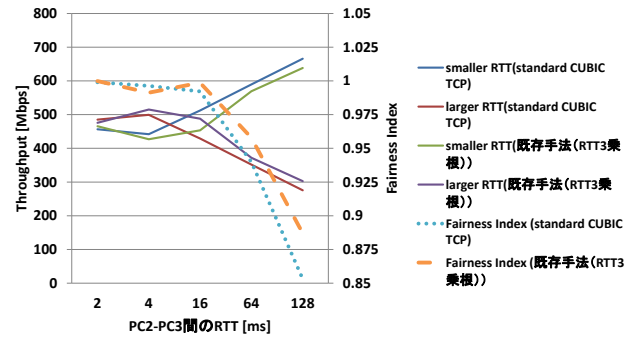 800
700
600
500
400
300
200
100
0
Throughput [Mbps]
2 4 16 64 128
PC2-PC3間のRTT [ms]
1.05
1.025
1
0.975
0.95
0.925
0.9
0.875
0.85
Fairness Index
smaller RTT(standard CUBIC
TCP)
larger RTT(standard CUBIC
TCP)
smaller RTT(既存手法(RTT3乗
根))
larger RTT(既存手法(RTT3乗
根))
Fairness Index (standard CUBIC
TCP)
Fairness Index (既存手法(RTT3
乗根))